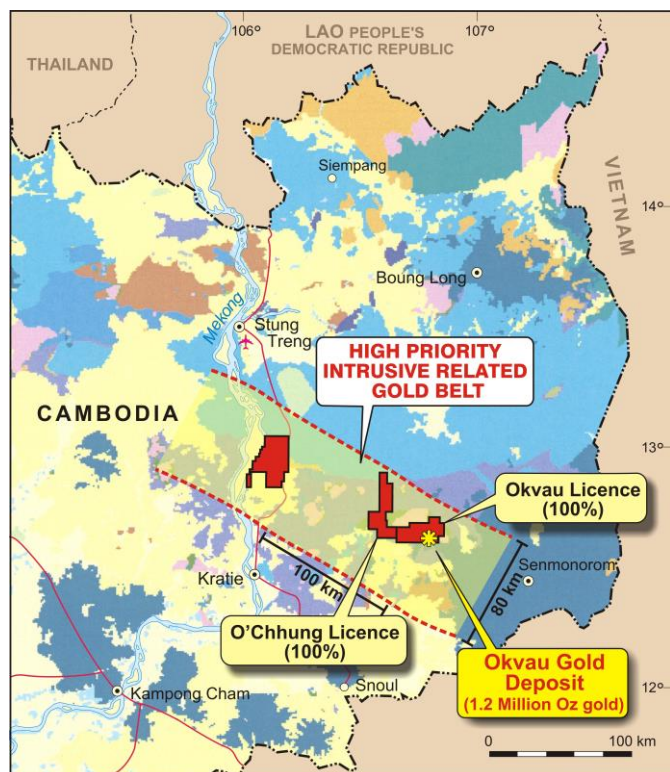 106°
107°
LAO PEOPLE'S
DEMOCRATIC REPUBLIC
THAILAND
Siempang
VIETNAM
14°
Boung Long
Mekong
Stung
Treng
HIGH PRIORITY
INTRUSIVE RELATED
GOLD BELT
CAMBODIA
13°
Okvau Licence
(100%)
Kratie
100 km
80 km
Senmonorom
O'Chhung Licence
(100%)
Okvau Gold
Deposit
(1.2 Million Oz gold)
Snoul
12°
Kampong Cham
0
100 km